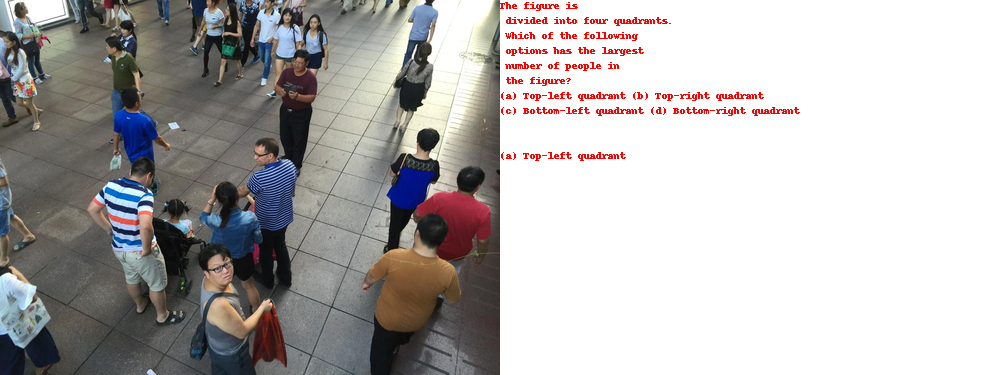 The figure is
divided into four quadrants.
Which of the following
options has the largest
number of people in
the figure?
(a) Top-left quadrant (b) Top-right quadrant
(c) Bottom-left quadrant (d) Bottom-right quadrant
(a) Top-left quadrant